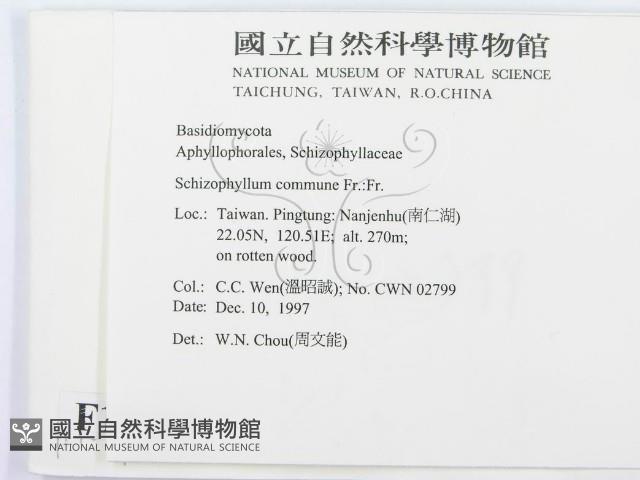 國立自然科學博物館
NATIONAL MUSEUM OF NATURAL SCIENCE
TAICHUNG, TAIWAN, R.O.CHINA
Basidiomycota
Aphyllophorales, Schizophyllaceae
Schizophyllum commune Fr.:Fr.
Loc.: Taiwan. Pingtung: Nanjenhu(南仁湖)
22.05N, 120.51E; alt. 270m;
on rotten wood.
Col.: C.C. Wen(溫昭誠); No. CWN 02799
Date: Dec. 10, 1997
Det.: W.N. Chou(周文能)
國立自然科學博物館
NATIONAL MUSEUM OF NATURAL SCIENCE